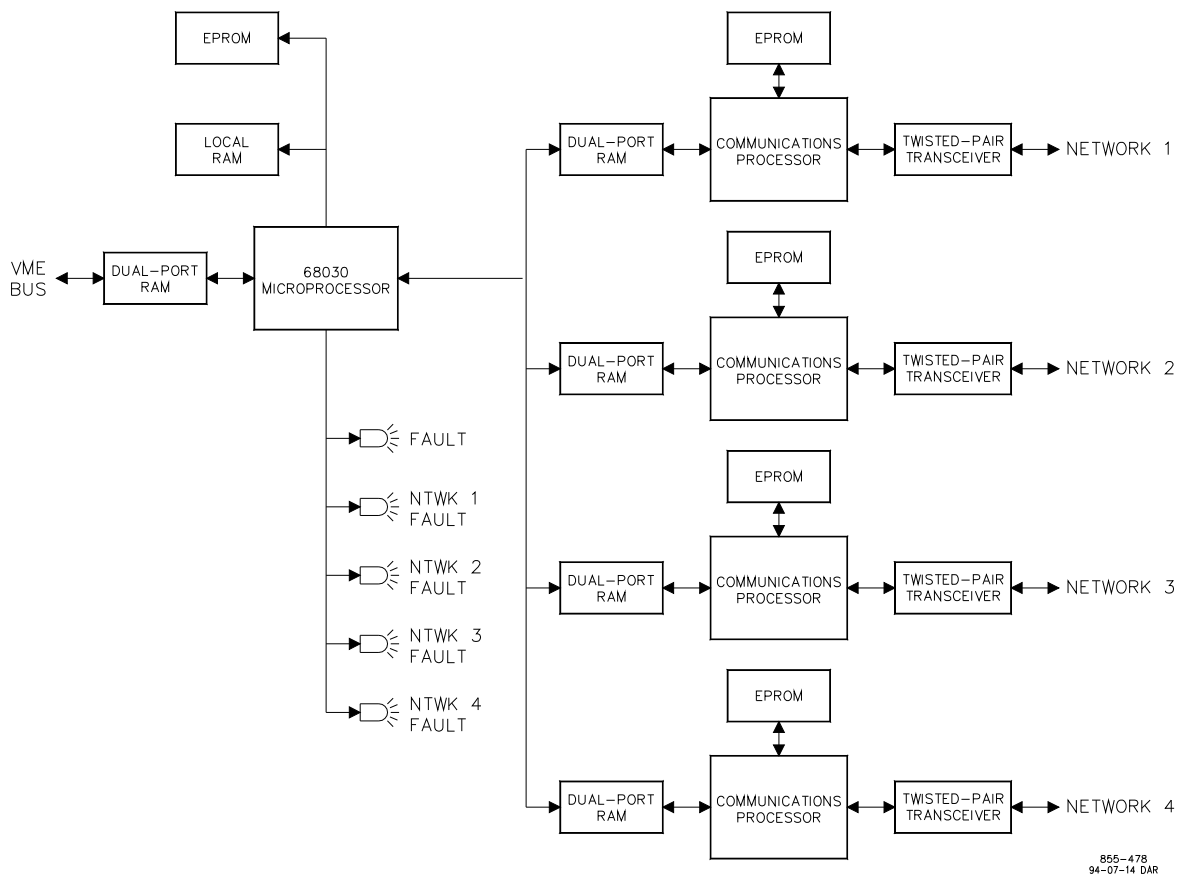 EPROM
LOCAL
RAM
VME
BUS
DUAL-PORT
RAM
68030
MICROPROCESSOR
FAULT
NTWK 1
FAULT
NTWK 2
FAULT
NTWK 3
FAULT
NTWK 4
FAULT
EPROM
DUAL-PORT
RAM
COMMUNICATIONS
PROCESSOR
TWISTED-PAIR
TRANSCEIVER
NETWORK 1
EPROM
DUAL-PORT
RAM
COMMUNICATIONS
PROCESSOR
TWISTED-PAIR
TRANSCEIVER
NETWORK 2
EPROM
DUAL-PORT
RAM
COMMUNICATIONS
PROCESSOR
TWISTED-PAIR
TRANSCEIVER
NETWORK 3
EPROM
DUAL-PORT
RAM
COMMUNICATIONS
PROCESSOR
TWISTED-PAIR
TRANSCEIVER
NETWORK 4
855-478
94-07-14 DAR